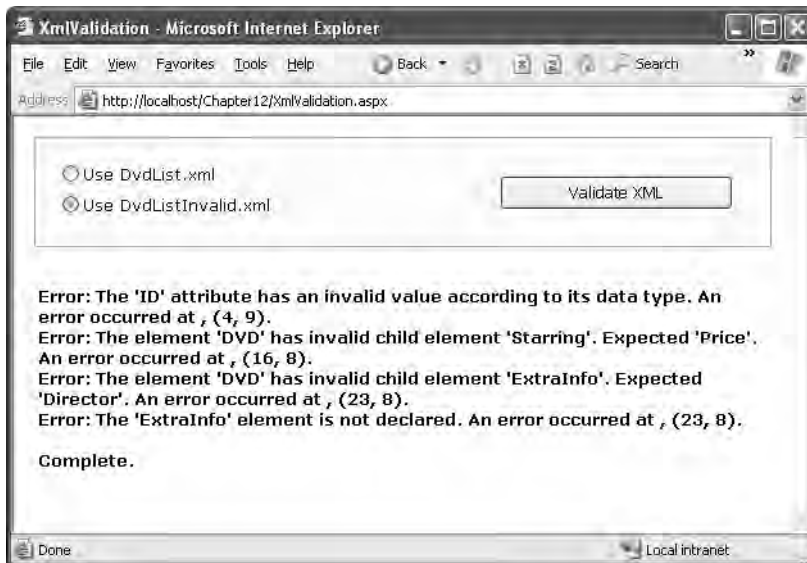 XmlValidation - Microsoft Internet Explorer
File Edit View Favorites Tools Help Back Search »
Address http://localhost/Chapter12/XmlValidation.aspx
Use DvdList.xml
Use DvdListInvalid.xml
Validate XML
Error: The 'ID' attribute has an invalid value according to its data type. An
error occurred at , (4, 9).
Error: The element 'DVD' has invalid child element 'Starring'. Expected 'Price'.
An error occurred at , (16, 8).
Error: The element 'DVD' has invalid child element 'ExtraInfo'. Expected
'Director'. An error occurred at , (23, 8).
Error: The 'ExtraInfo' element is not declared. An error occurred at , (23, 8).
Complete.
Done Local intranet